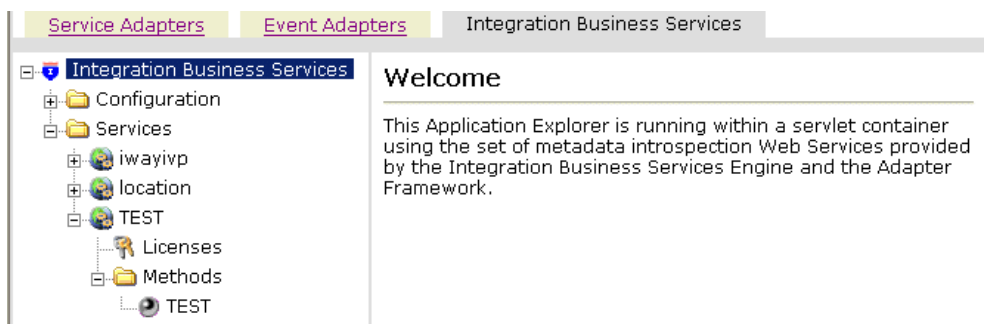 Service Adapters Event Adapters Integration Business Services
Integration Business Services
Configuration
Services
iwayivp
location
TEST
Licenses
Methods
TEST
Welcome
This Application Explorer is running within a servlet container
using the set of metadata introspection Web Services provided
by the Integration Business Services Engine and the Adapter
Framework.